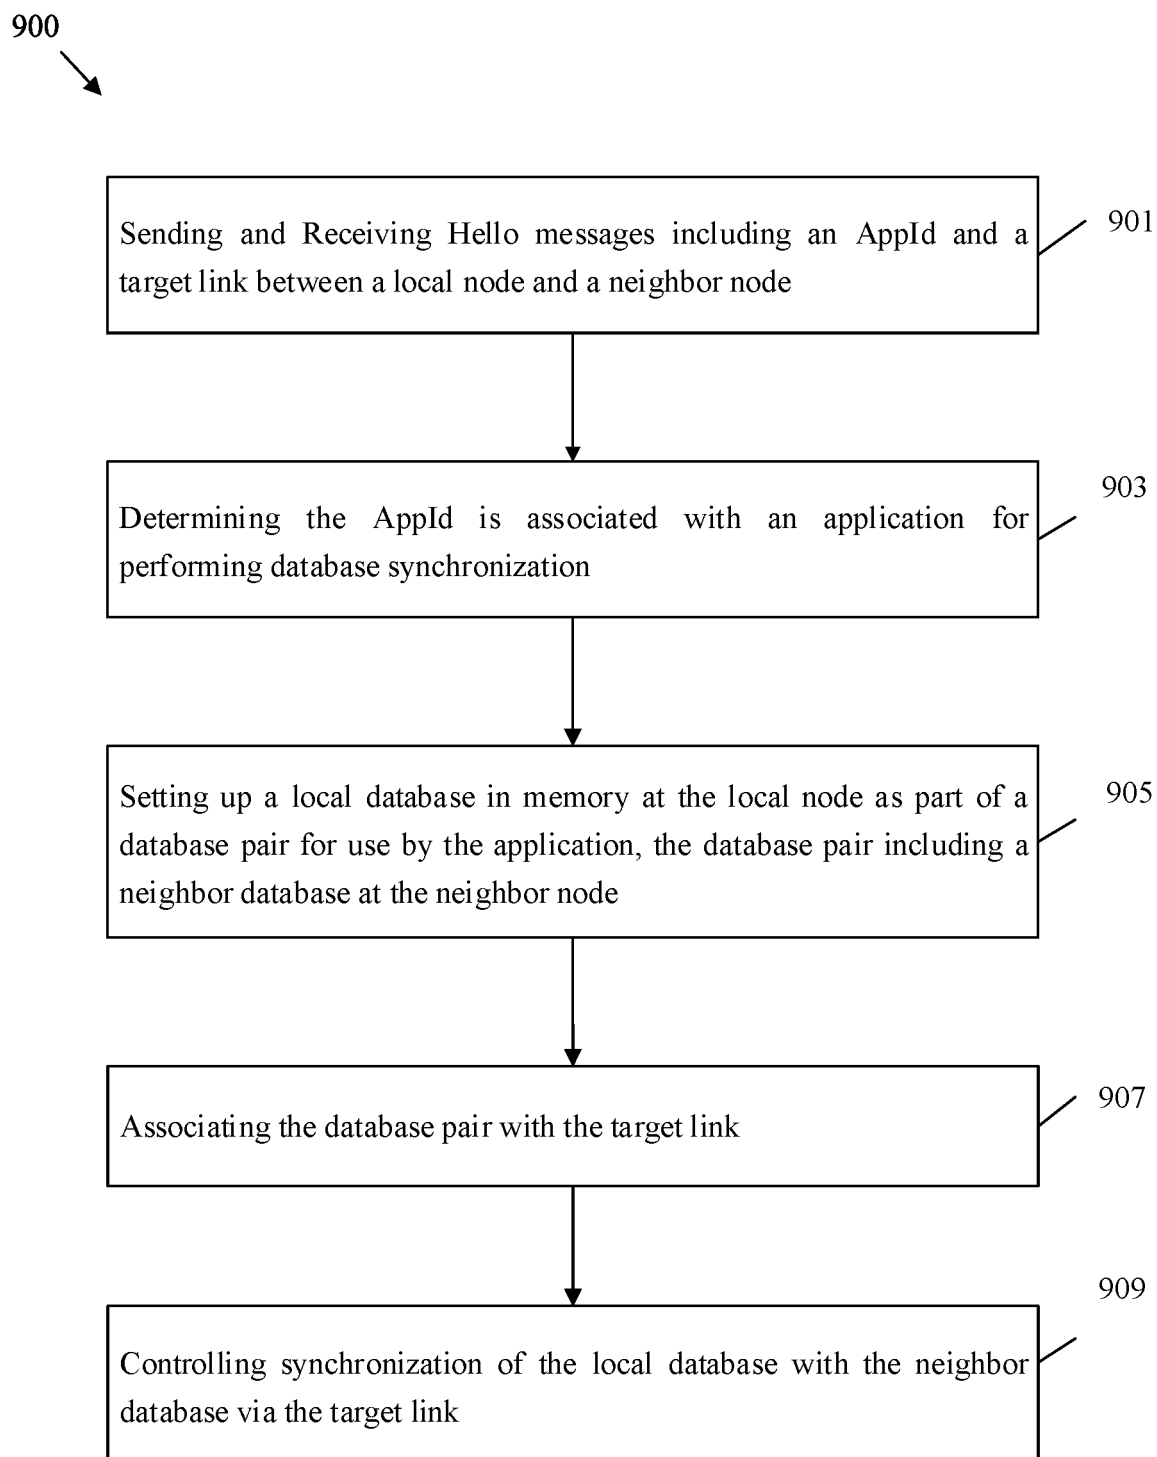 900
Sending and Receiving Hello messages including an AppId and a
target link between a local node and a neighbor node
901
Determining the AppId is associated with an application for
performing database synchronization
903
Setting up a local database in memory at the local node as part of a
database pair for use by the application, the database pair including a
neighbor database at the neighbor node
905
Associating the database pair with the target link
907
Controlling synchronization of the local database with the neighbor
database via the target link
909